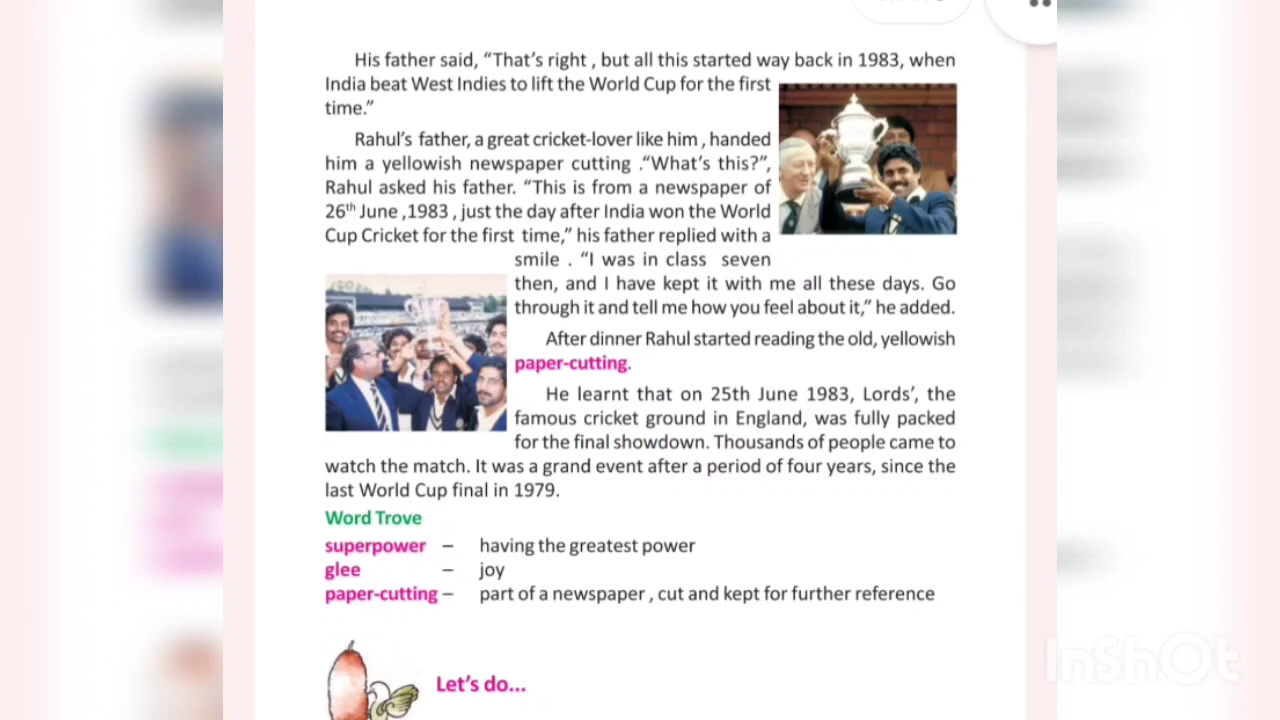 His father said, “That’s right , but all this started way back in 1983, when
India beat West Indies to lift the World Cup for the first
time.”
Rahul’s father, a great cricket-lover like him , handed
him a yellowish newspaper cutting .“What’s this?”,
Rahul asked his father. “This is from a newspaper of
26th June ,1983 , just the day after India won the World
Cup Cricket for the first time,” his father replied with a
smile . “I was in class seven
then, and I have kept it with me all these days. Go
through it and tell me how you feel about it,” he added.
After dinner Rahul started reading the old, yellowish
paper-cutting.
He learnt that on 25th June 1983, Lords’, the
famous cricket ground in England, was fully packed
for the final showdown. Thousands of people came to
watch the match. It was a grand event after a period of four years, since the
last World Cup final in 1979.
Word Trove
superpower – having the greatest power
glee – joy
paper-cutting – part of a newspaper , cut and kept for further reference
Let’s do...
InShOt